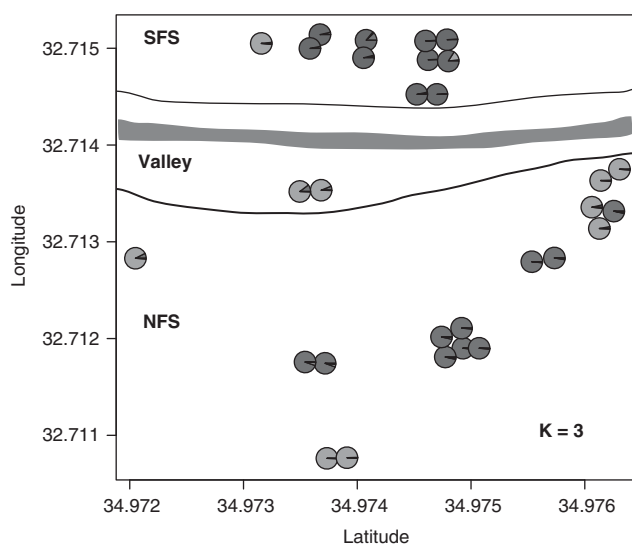 SFS
32.715
32.714
Valley
32.713
Longitude
NFS
32.712
K = 3
32.711
34.972 34.973 34.974 34.975 34.976
Latitude